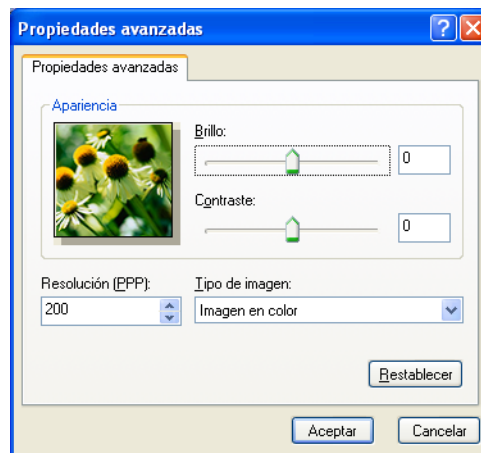 Propiedades avanzadas
Propiedades avanzadas
Apariencia
Brillo:
0
Contraste:
0
Resolución (PPP):
Tipo de imagen:
200
Imagen en color
Restablecer
Aceptar
Cancelar